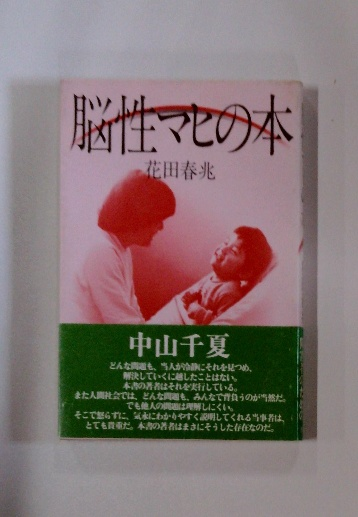 脳性マヒの本
花田春兆
中山千夏
どんな問題も、当人が冷静にそれを見つめ、
解決していくに越したことはない。
本書の著者はそれを実行している。
また人間社会では、どんな問題も、みんなで背負うのが当然だ。
でも他人の問題は理解しにくい。
そこで怒らずに、気永にわかりやすく説明してくれる当事者は、
とても貴重だ。本書の著者はまさにそうした存在なのだ。